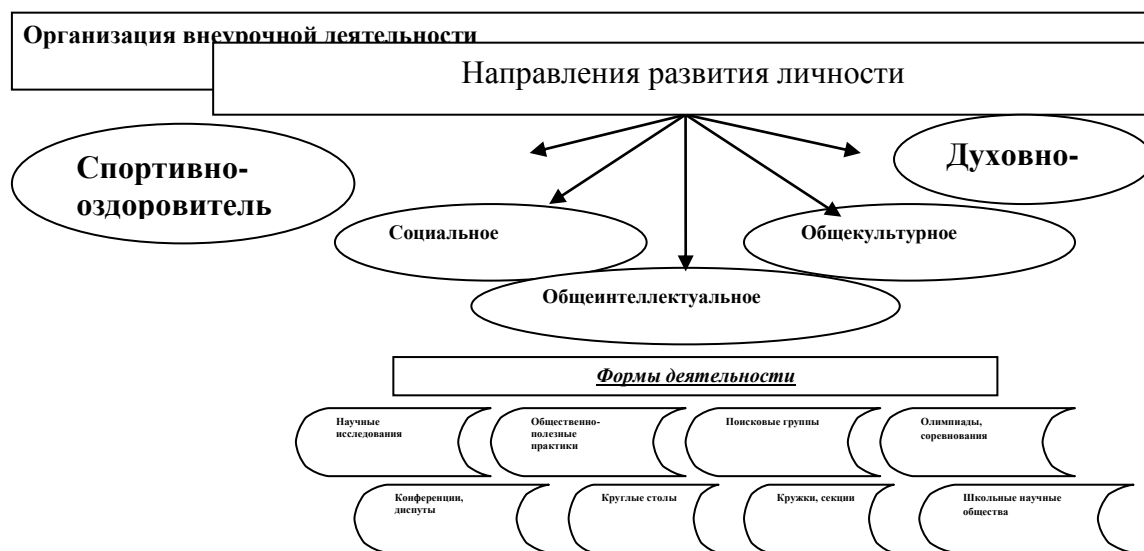 Организация внеурочной деятельности
Направления развития личности
Спортивно-
оздоровитель
Духовно-
Социальное
Общекультурное
Общеинтеллектуальное
Формы деятельности
Научные
исследования
Общественно-
полезные
практики
Поисковые группы
Олимпиады,
соревнования
Конференции,
диспуты
Круглые столы
Кружки, секции
Школьные научные
общества